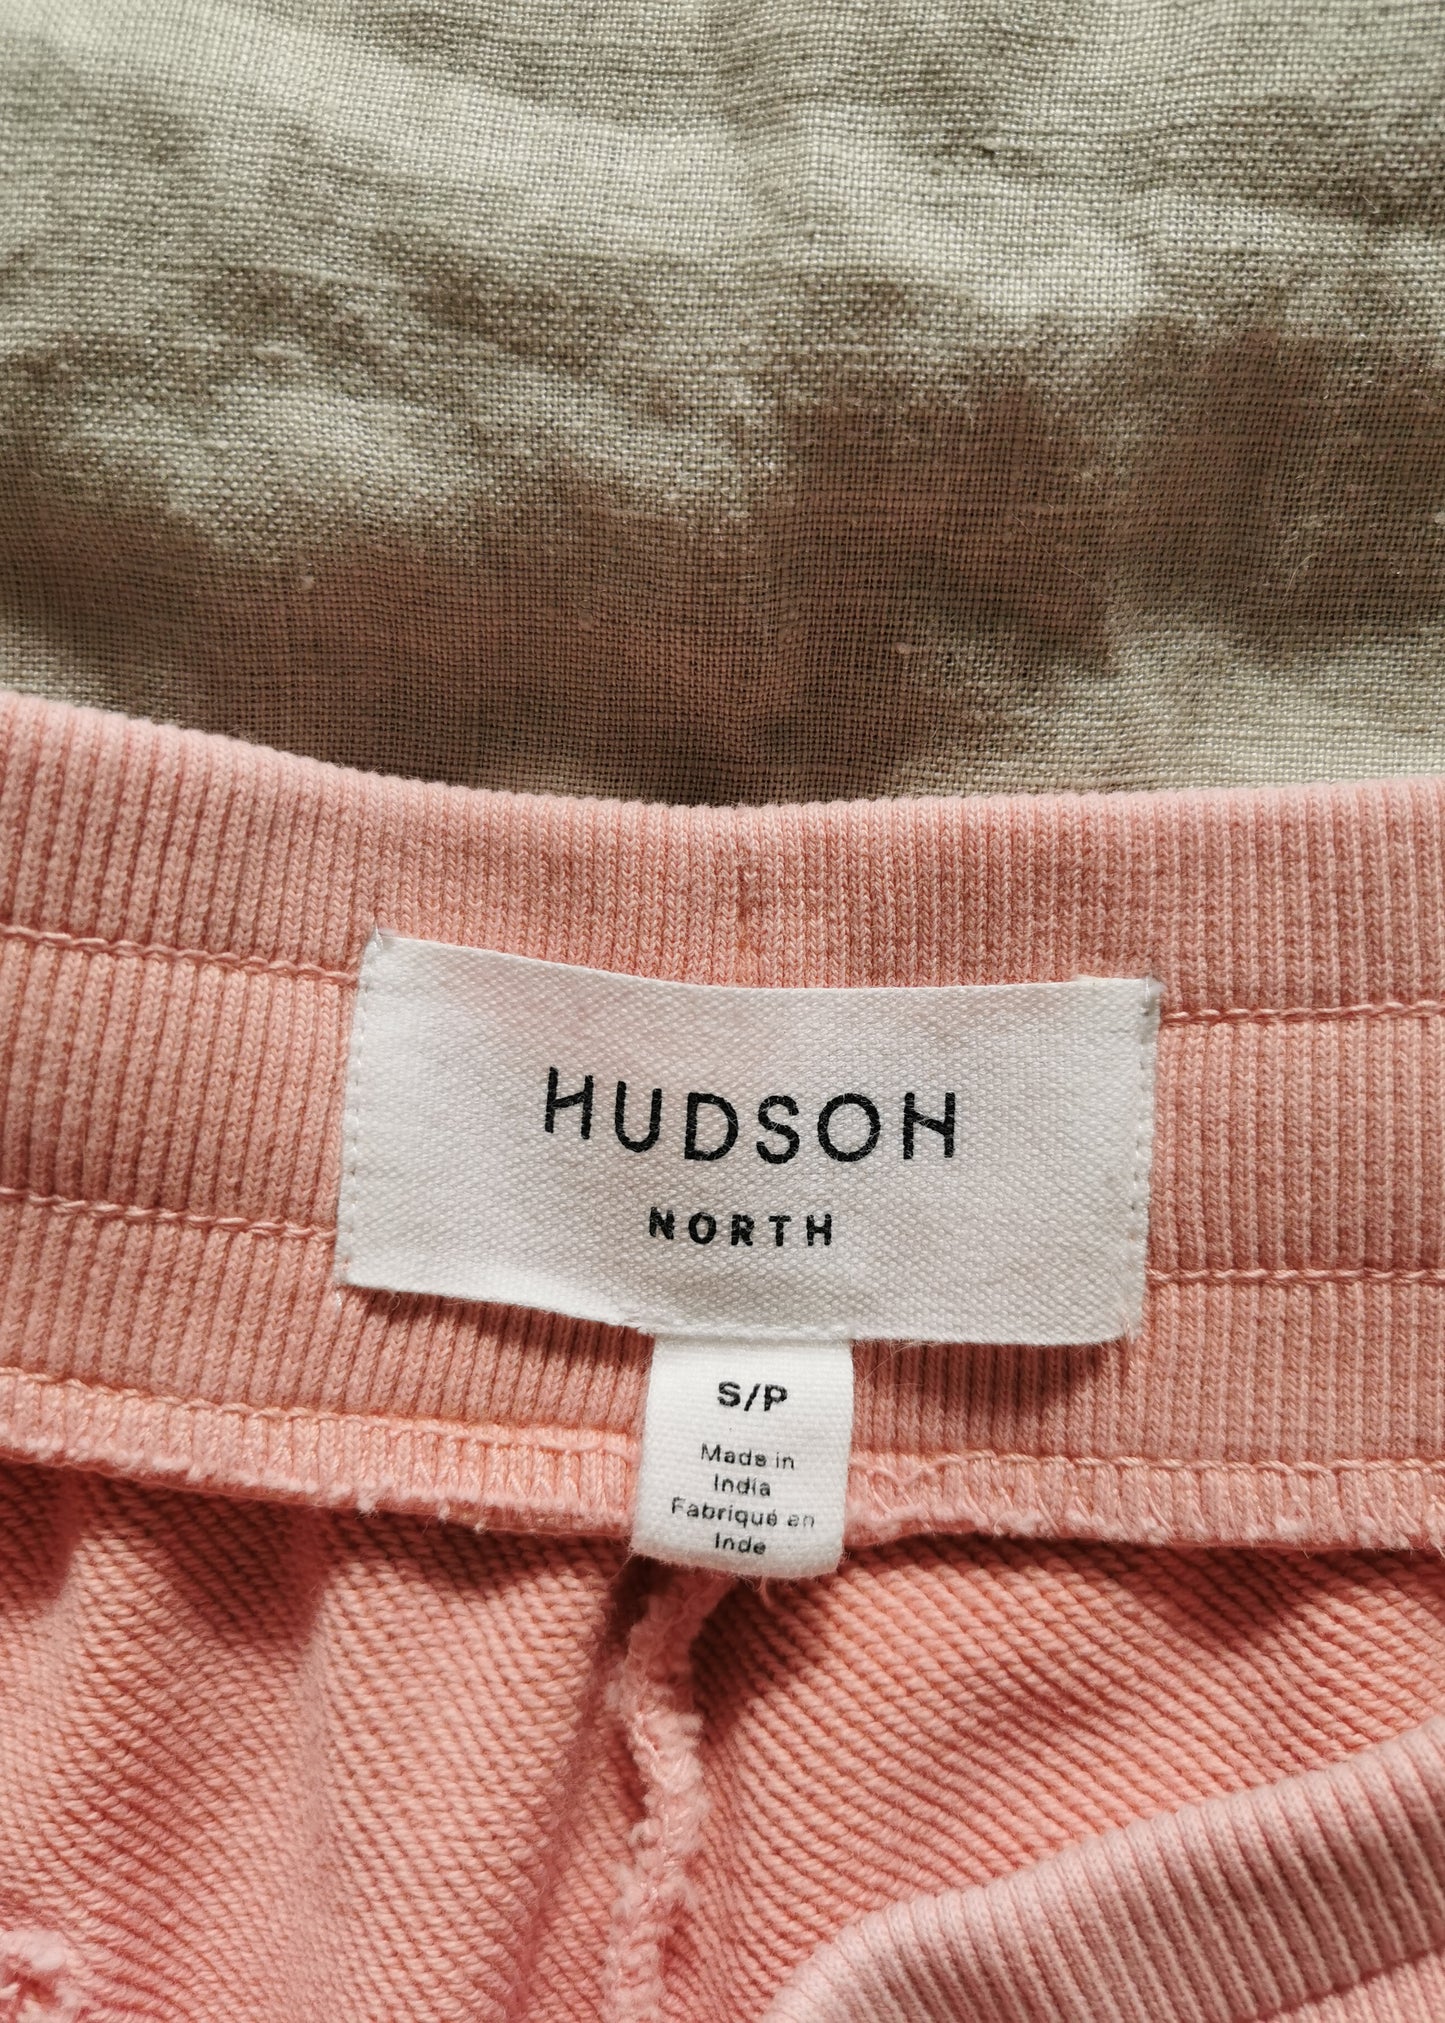 HUDSON
NORTH
S/P
Made in
India
Fabriqué en
Inde